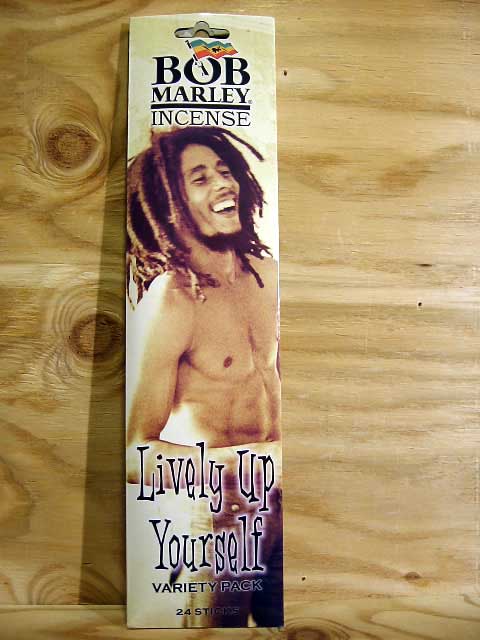 BOB
MARLEY
INCENSE
Lively Up
Yourself
VARIETY PACK
24 STICKS